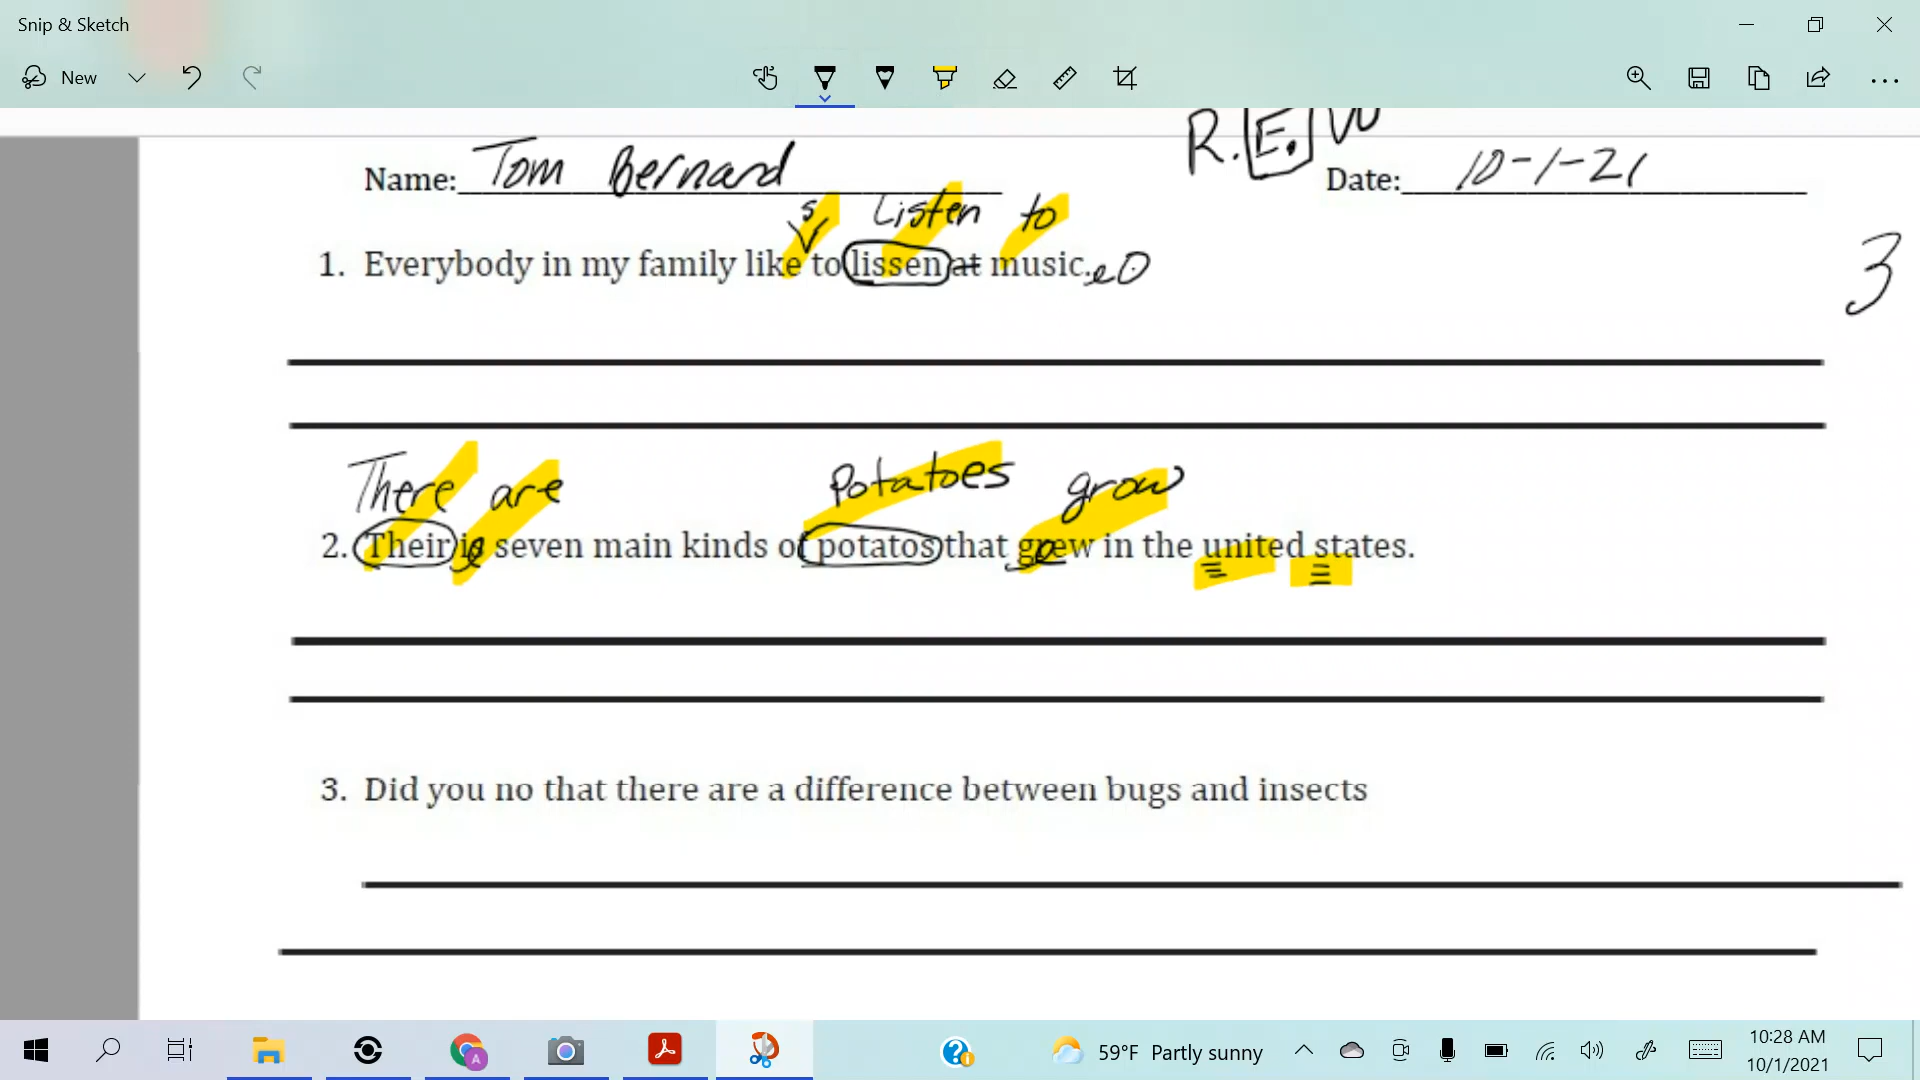 Snip & Sketch
New
R.E.W
Name: Tom Bernard Date: 10-1-21
s Listen to
1. Everybody in my family like to lissen at music.
3
There are Potatoes grow
2. Their is seven main kinds of potatos that grew in the united states.
3. Did you no that there are a difference between bugs and insects
59°F Partly sunny
10:28 AM
10/1/2021